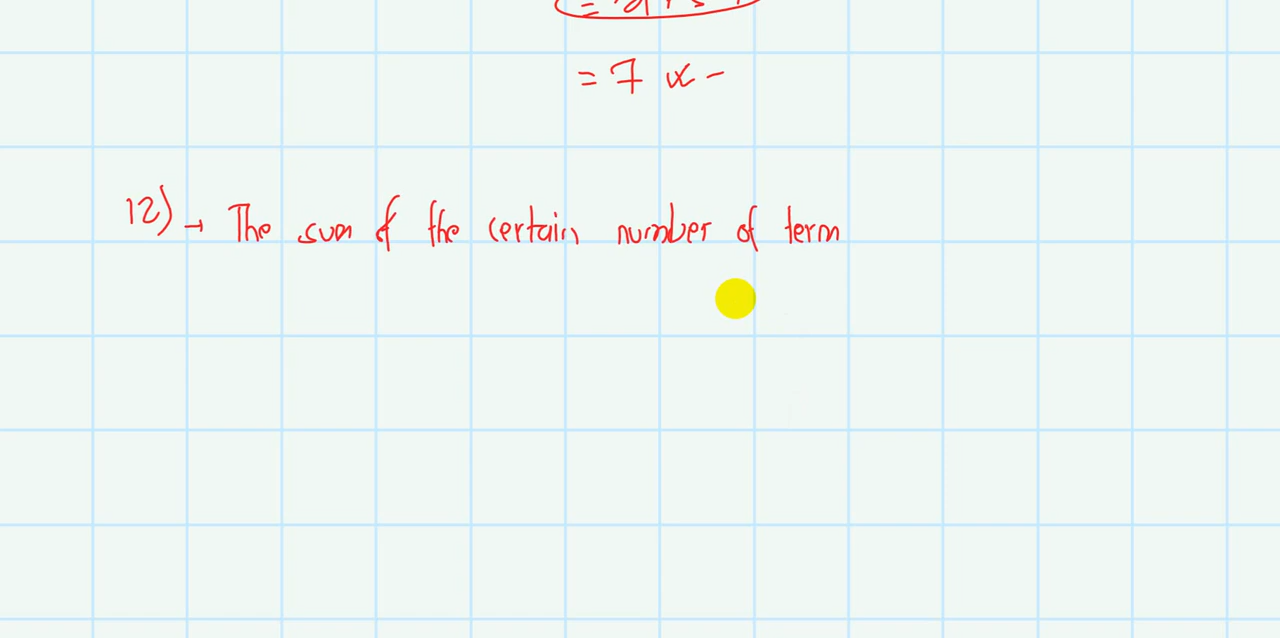 = 7 x -
12) → The sum of the certain number of term